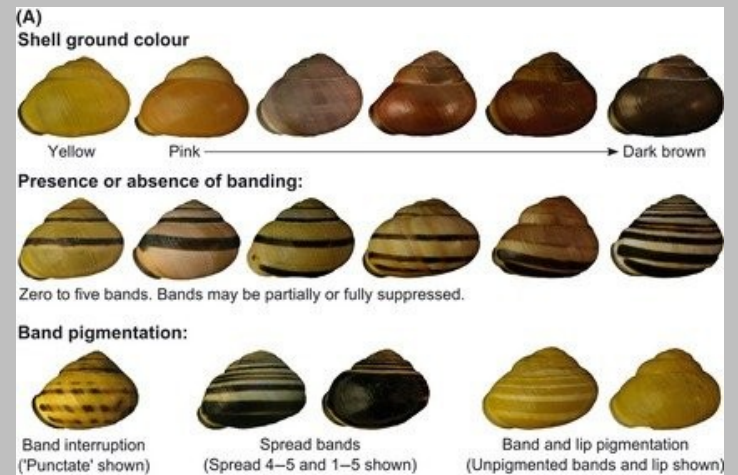 (A)
Shell ground colour
Yellow Pink Dark brown
Presence or absence of banding:
Zero to five bands. Bands may be partially or fully suppressed.
Band pigmentation:
Band interruption Spread bands Band and lip pigmentation
('Punctate' shown) (Spread 4–5 and 1–5 shown) (Unpigmented bands and lip shown)